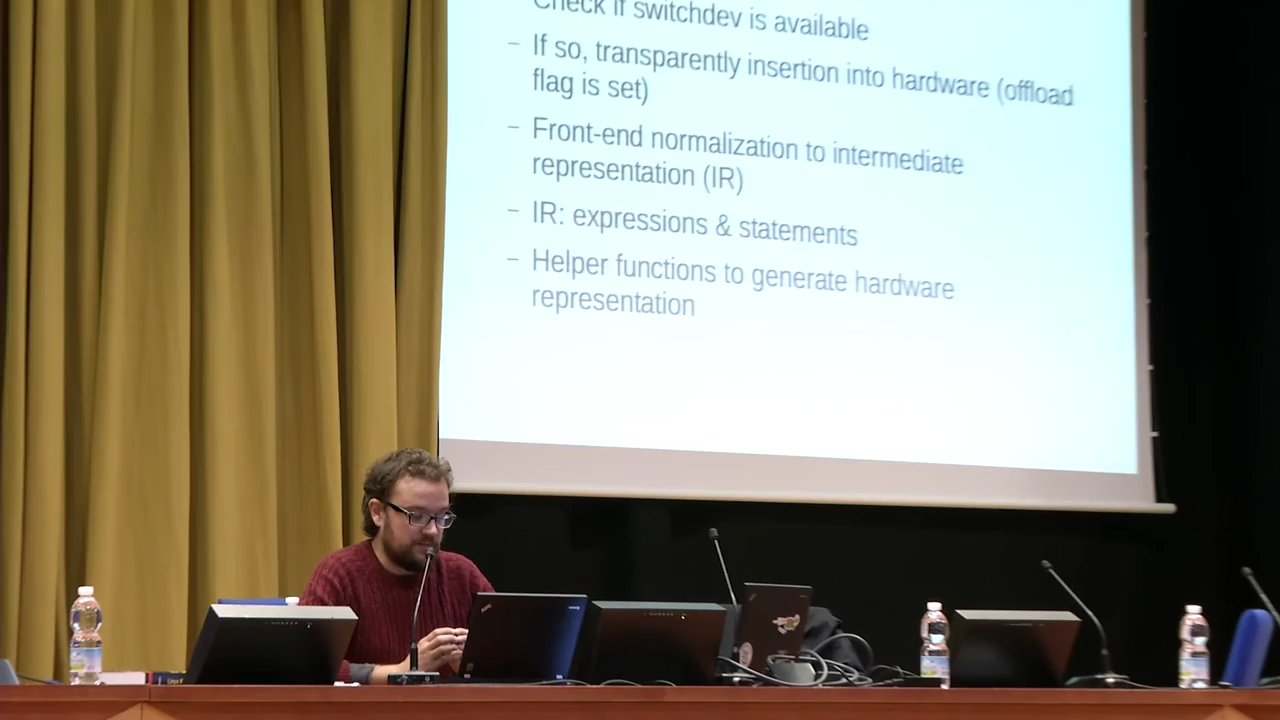 Check if switchdev is available
– If so, transparently insertion into hardware (offload
flag is set)
– Front-end normalization to intermediate
representation (IR)
– IR: expressions & statements
– Helper functions to generate hardware
representation